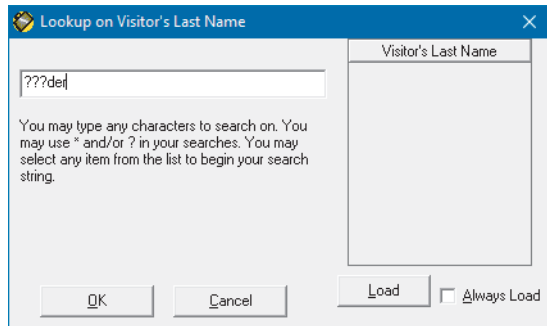 Lookup on Visitor's Last Name
Visitor's Last Name
???der
You may type any characters to search on. You
may use * and/or ? in your searches. You may
select any item from the list to begin your search
string.
OK
Cancel
Load
Always Load